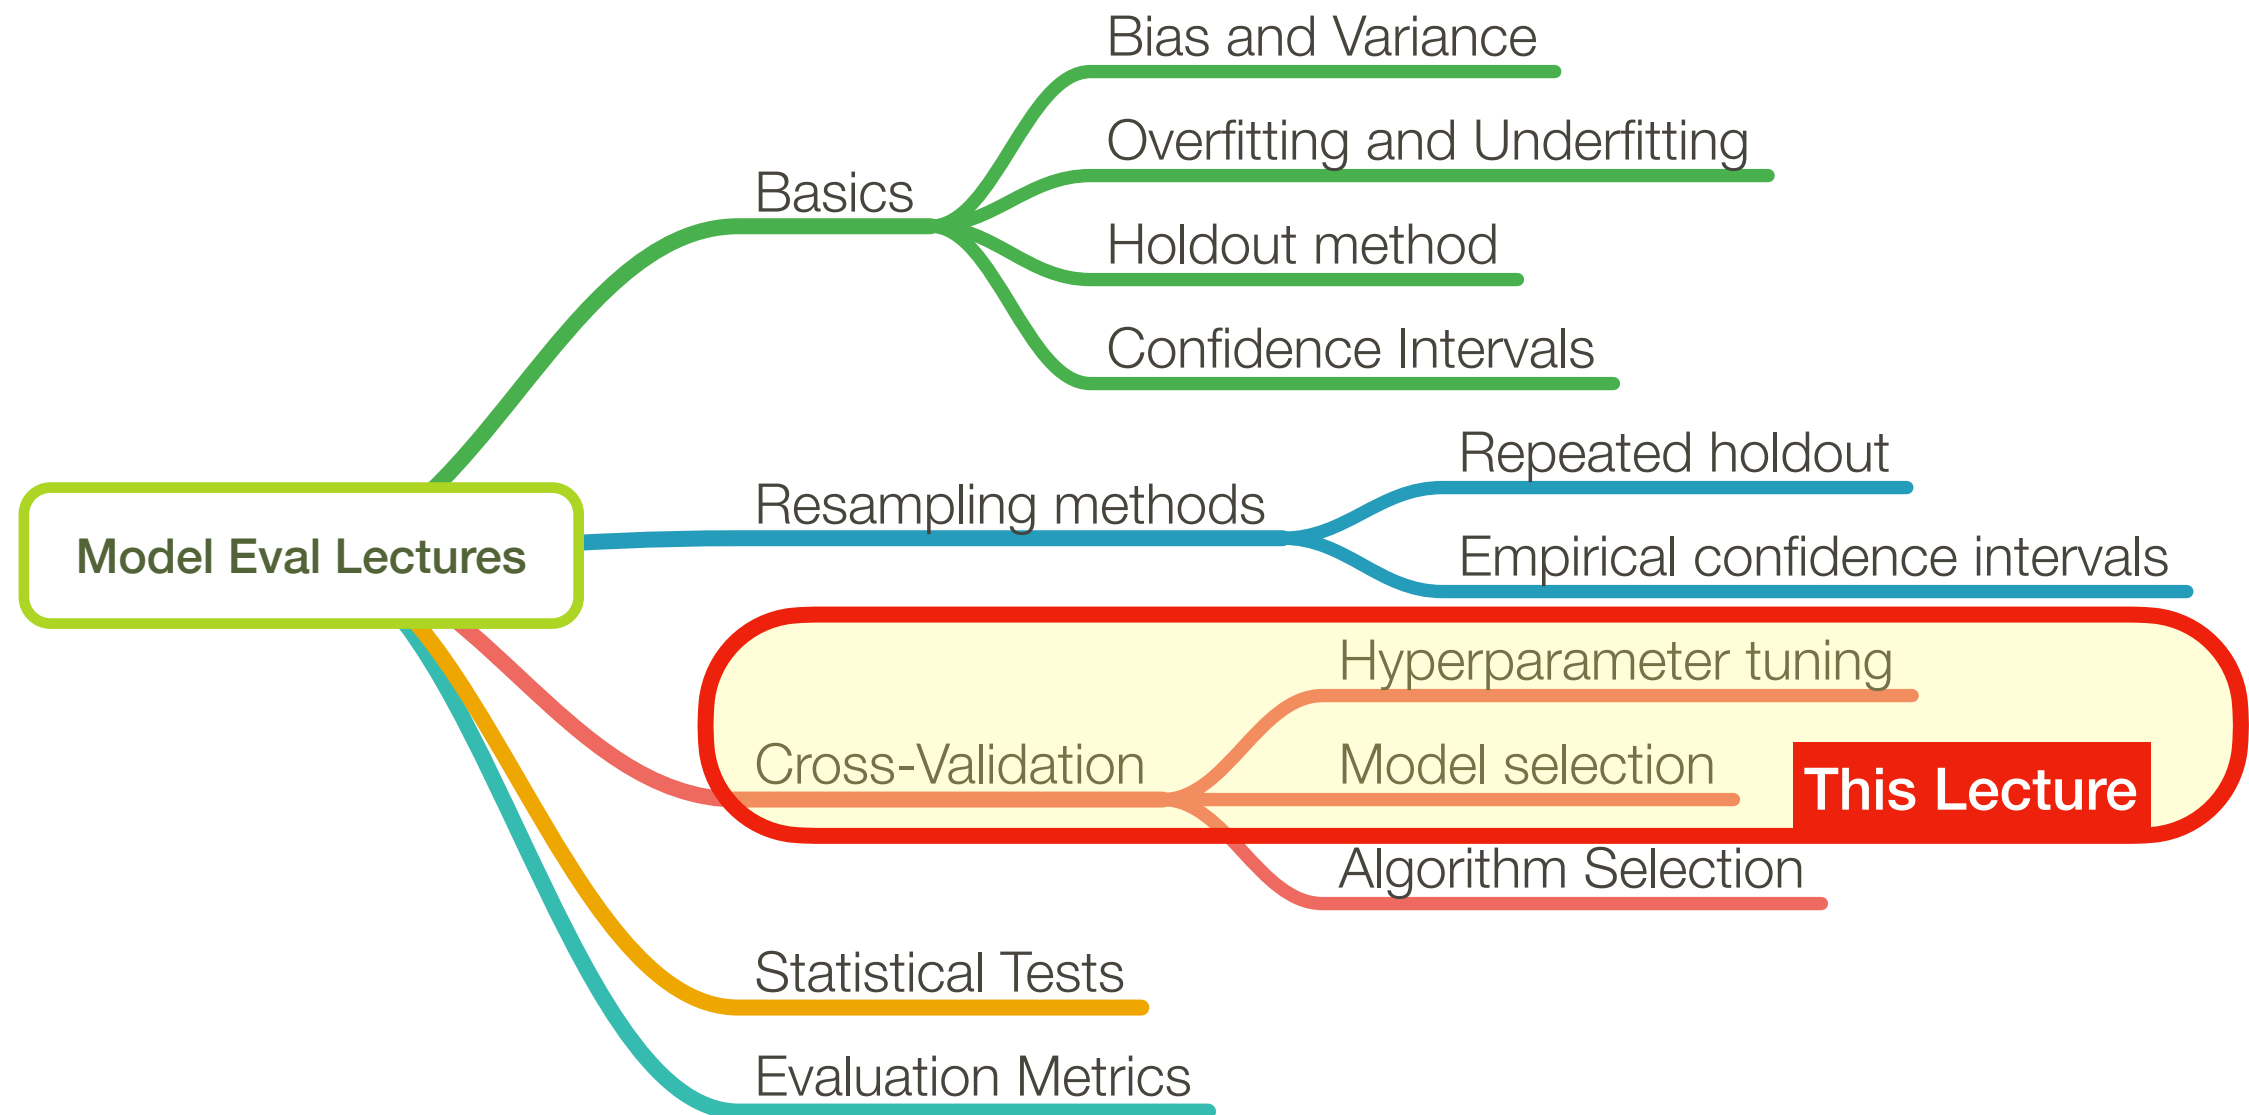 Model Eval Lectures
Basics
Bias and Variance
Overfitting and Underfitting
Holdout method
Confidence Intervals
Resampling methods
Repeated holdout
Empirical confidence intervals
Cross-Validation
Hyperparameter tuning
Model selection
This Lecture
Algorithm Selection
Statistical Tests
Evaluation Metrics